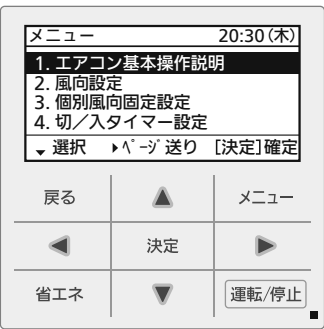 メニュー 20:30(木)
1. エアコン基本操作説明
2. 風向設定
3. 個別風向固定設定
4. 切／入タイマー設定
選択 ﾍﾟｰｼﾞ送り [決定]確定
戻る メニュー
決定
省エネ 運転/停止